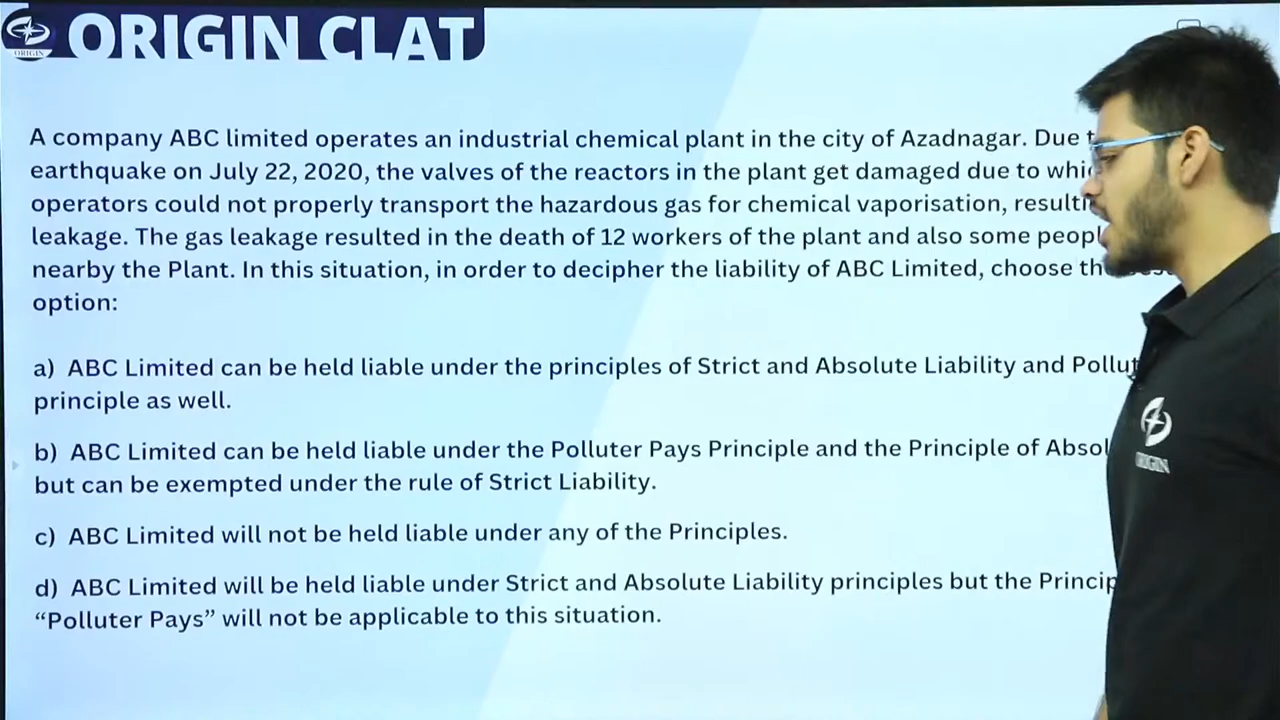 ORIGIN CLAT
ORIGIN
A company ABC limited operates an industrial chemical plant in the city of Azadnagar. Due
earthquake on July 22, 2020, the valves of the reactors in the plant get damaged due to
operators could not properly transport the hazardous gas for chemical vaporisation,
leakage. The gas leakage resulted in the death of 12 workers of the plant and also some
nearby the Plant. In this situation, in order to decipher the liability of ABC Limited, choose
option:
a) ABC Limited can be held liable under the principles of Strict and Absolute Liability and
principle as well.
b) ABC Limited can be held liable under the Polluter Pays Principle and the Principle of
but can be exempted under the rule of Strict Liability.
c) ABC Limited will not be held liable under any of the Principles.
d) ABC Limited will be held liable under Strict and Absolute Liability principles but the
“Polluter Pays” will not be applicable to this situation.
ORIGIN